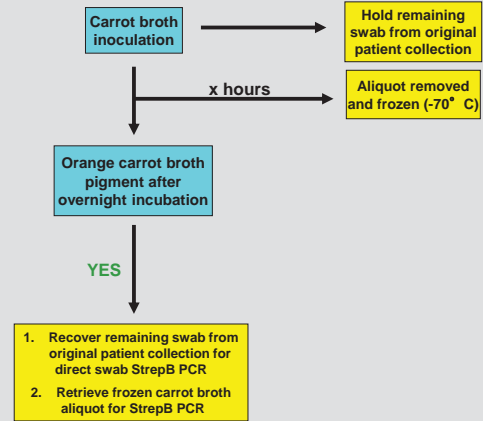 Carrot broth
inoculation
Hold remaining
swab from original
patient collection
x hours
Aliquot removed
and frozen (-70° C)
Orange carrot broth
pigment after
overnight incubation
YES
1. Recover remaining swab from
original patient collection for
direct swab StrepB PCR
2. Retrieve frozen carrot broth
aliquot for StrepB PCR